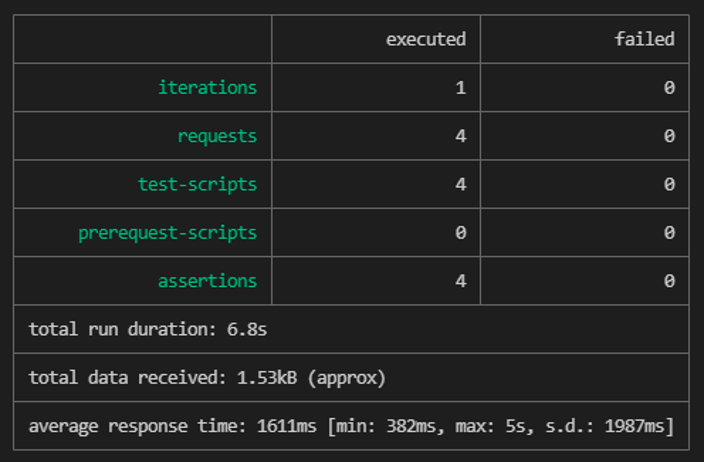 executed failed
iterations 1 0
requests 4 0
test-scripts 4 0
prerequest-scripts 0 0
assertions 4 0
total run duration: 6.8s
total data received: 1.53kB (approx)
average response time: 1611ms [min: 382ms, max: 5s, s.d.: 1987ms]